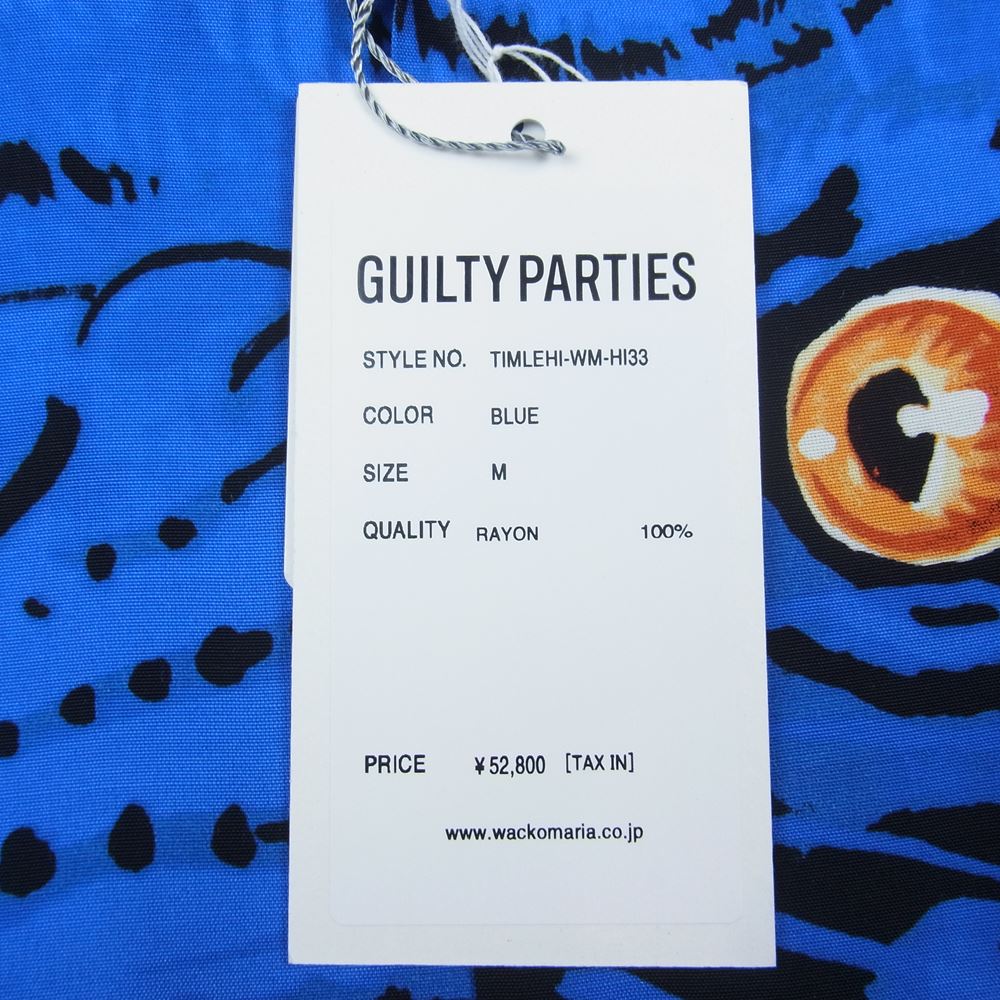 GUILTY PARTIES
STYLE NO. TIMLEHI-WM-HI33
COLOR BLUE
SIZE M
QUALITY RAYON 100%
PRICE ¥52,800 [TAX IN]
www.wackomaria.co.jp